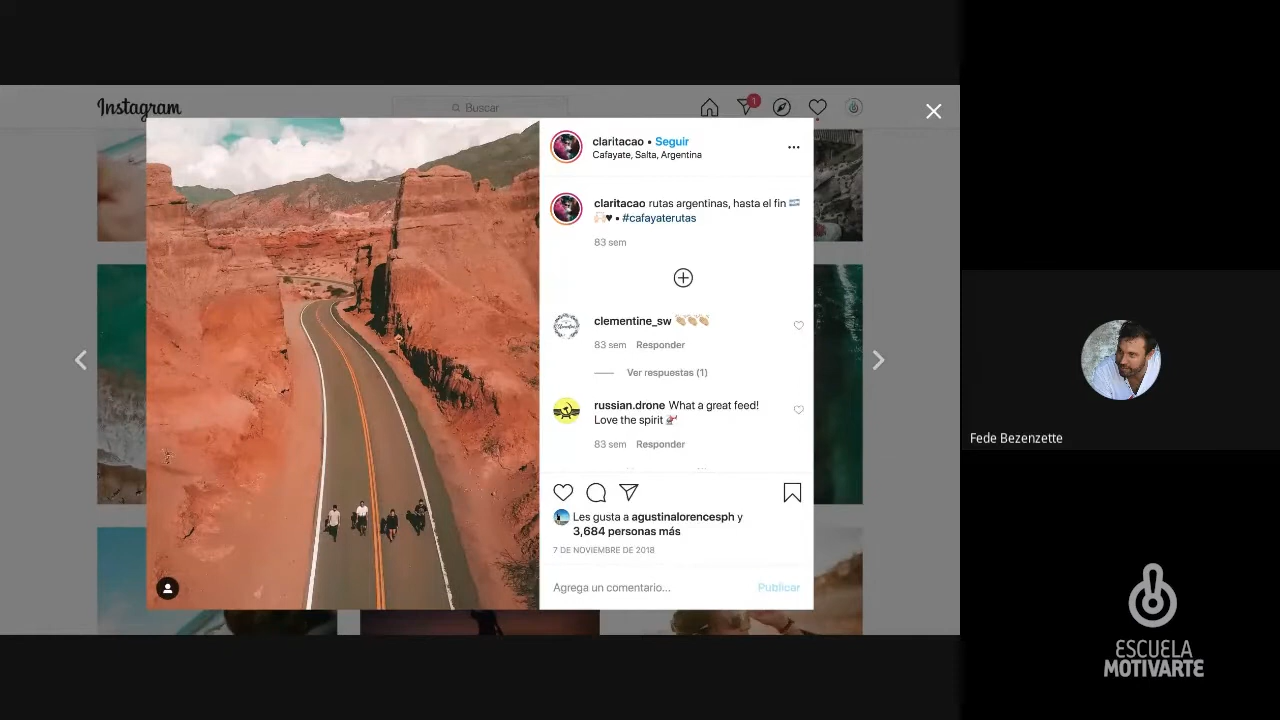 Instagram
Buscar
1
claritacao • Seguir
Cafayate, Salta, Argentina
claritacao rutas argentinas, hasta el fin 🇦🇷
🙌🏻♥ • #cafayaterutas
83 sem
clementine_sw 👏🏼👏🏼👏🏼
83 sem Responder
Ver respuestas (1)
russian.drone What a great feed!
Love the spirit 🚀
83 sem Responder
Les gusta a agustinalorencesph y
3,684 personas más
7 DE NOVIEMBRE DE 2018
Agrega un comentario...
Publicar
Fede Bezenzette
ESCUELA
MOTIVARTE